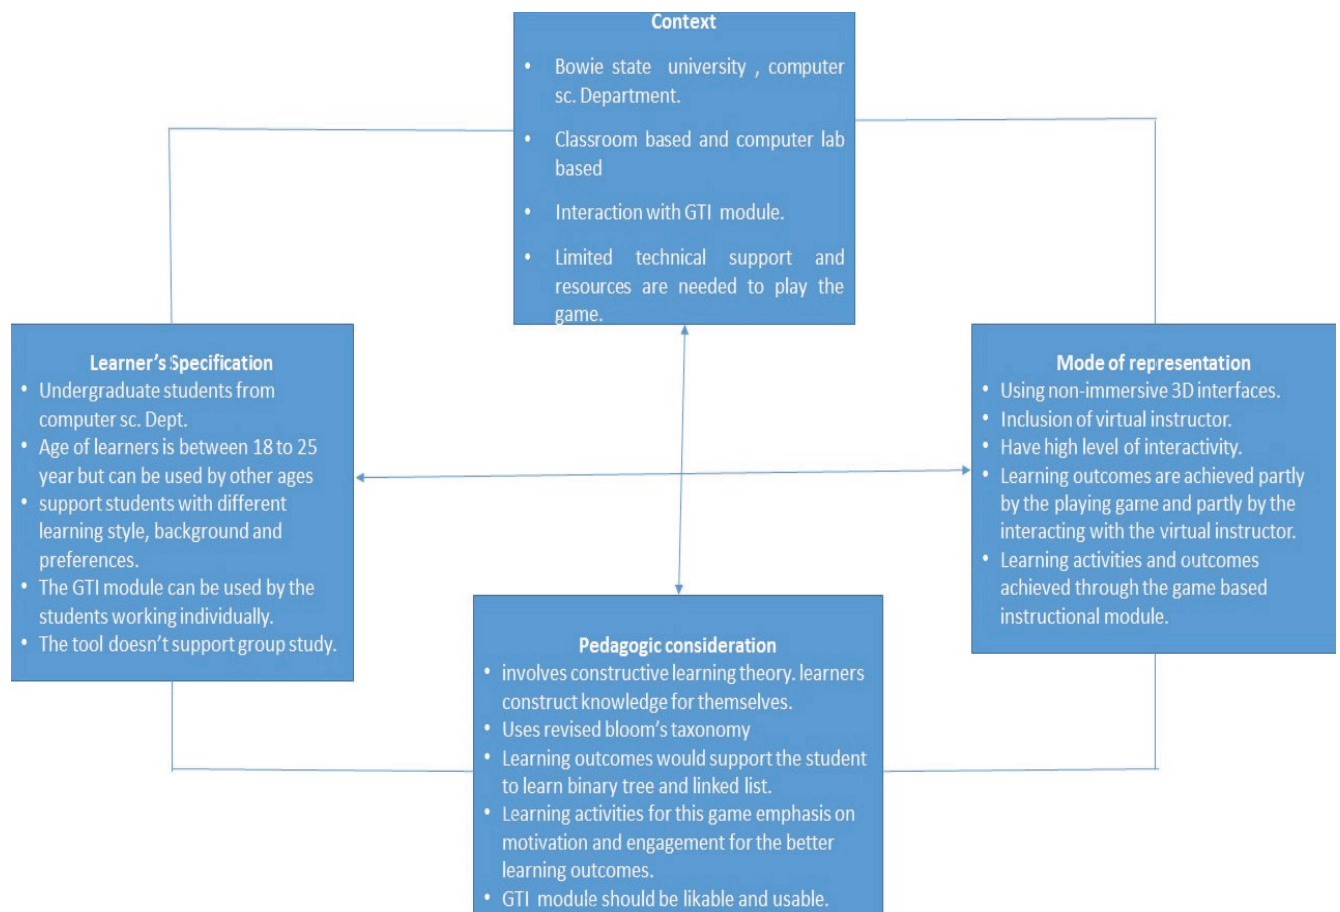 Context
• Bowie state university , computer
sc. Department.
• Classroom based and computer lab
based
• Interaction with GTI module.
• Limited technical support and
resources are needed to play the
game.
Learner's Specification
• Undergraduate students from
computer sc. Dept.
• Age of learners is between 18 to 25
year but can be used by other ages
• support students with different
learning style, background and
preferences.
• The GTI module can be used by the
students working individually.
• The tool doesn't support group study.
Mode of representation
• Using non-immersive 3D interfaces.
• Inclusion of virtual instructor.
• Have high level of interactivity.
• Learning outcomes are achieved partly
by the playing game and partly by the
interacting with the virtual instructor.
• Learning activities and outcomes
achieved through the game based
instructional module.
Pedagogic consideration
• involves constructive learning theory. learners
construct knowledge for themselves.
• Uses revised bloom's taxonomy
• Learning outcomes would support the student
to learn binary tree and linked list.
• Learning activities for this game emphasis on
motivation and engagement for the better
learning outcomes.
• GTI module should be likable and usable.